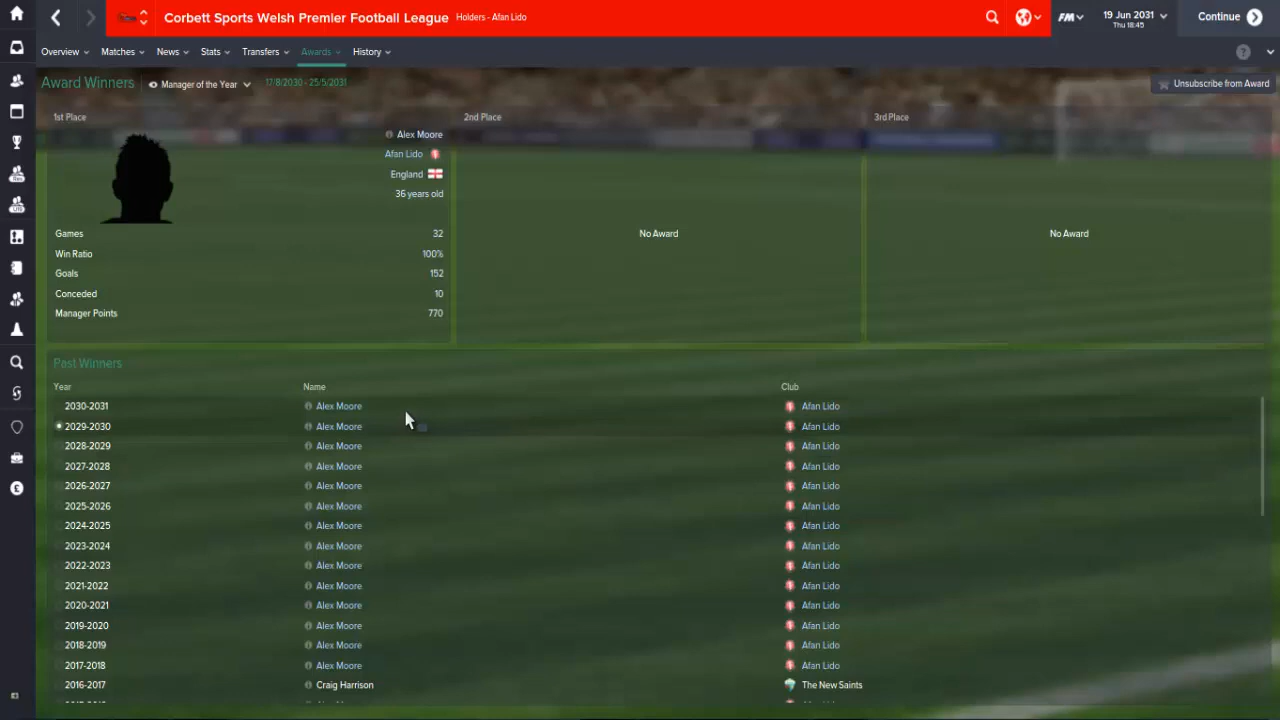 Corbett Sports Welsh Premier Football League Holders - Afan Lido FM 19 Jun 2031 Thu 18:45 Continue
Overview Matches News Stats Transfers Awards History ?
Award Winners Manager of the Year 17/8/2030 - 25/5/2031 Unsubscribe from Award
1st Place 2nd Place 3rd Place
Alex Moore
Afan Lido
England
36 years old
Games 32 No Award No Award
Win Ratio 100%
Goals 152
Conceded 10
Manager Points 770
Past Winners
Year Name Club
2030-2031 Alex Moore Afan Lido
2029-2030 Alex Moore Afan Lido
2028-2029 Alex Moore Afan Lido
2027-2028 Alex Moore Afan Lido
2026-2027 Alex Moore Afan Lido
2025-2026 Alex Moore Afan Lido
2024-2025 Alex Moore Afan Lido
2023-2024 Alex Moore Afan Lido
2022-2023 Alex Moore Afan Lido
2021-2022 Alex Moore Afan Lido
2020-2021 Alex Moore Afan Lido
2019-2020 Alex Moore Afan Lido
2018-2019 Alex Moore Afan Lido
2017-2018 Alex Moore Afan Lido
2016-2017 Craig Harrison The New Saints